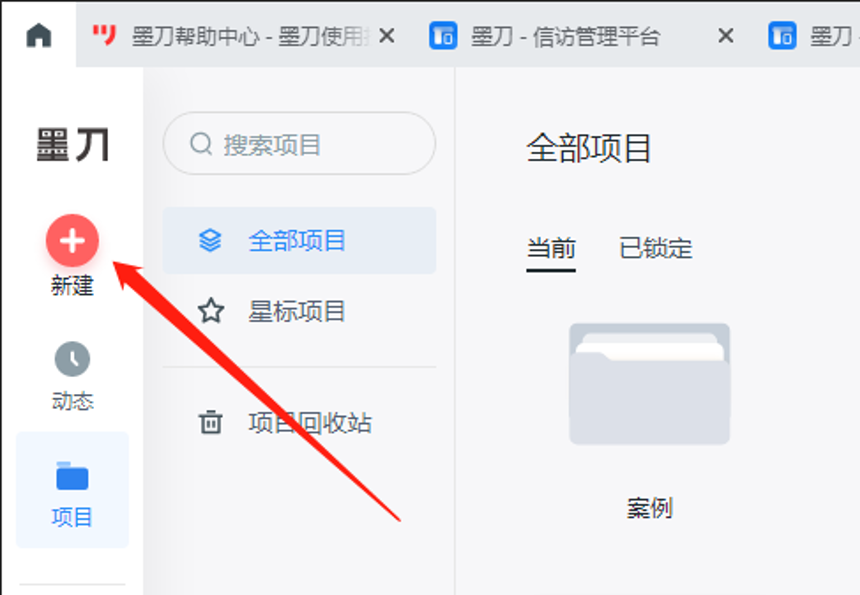 墨刀帮助中心 - 墨刀使用
墨刀 - 信访管理平台
墨刀
墨刀
搜索项目
全部项目
全部项目
新建
当前
已锁定
星标项目
动态
项目回收站
项目
案例